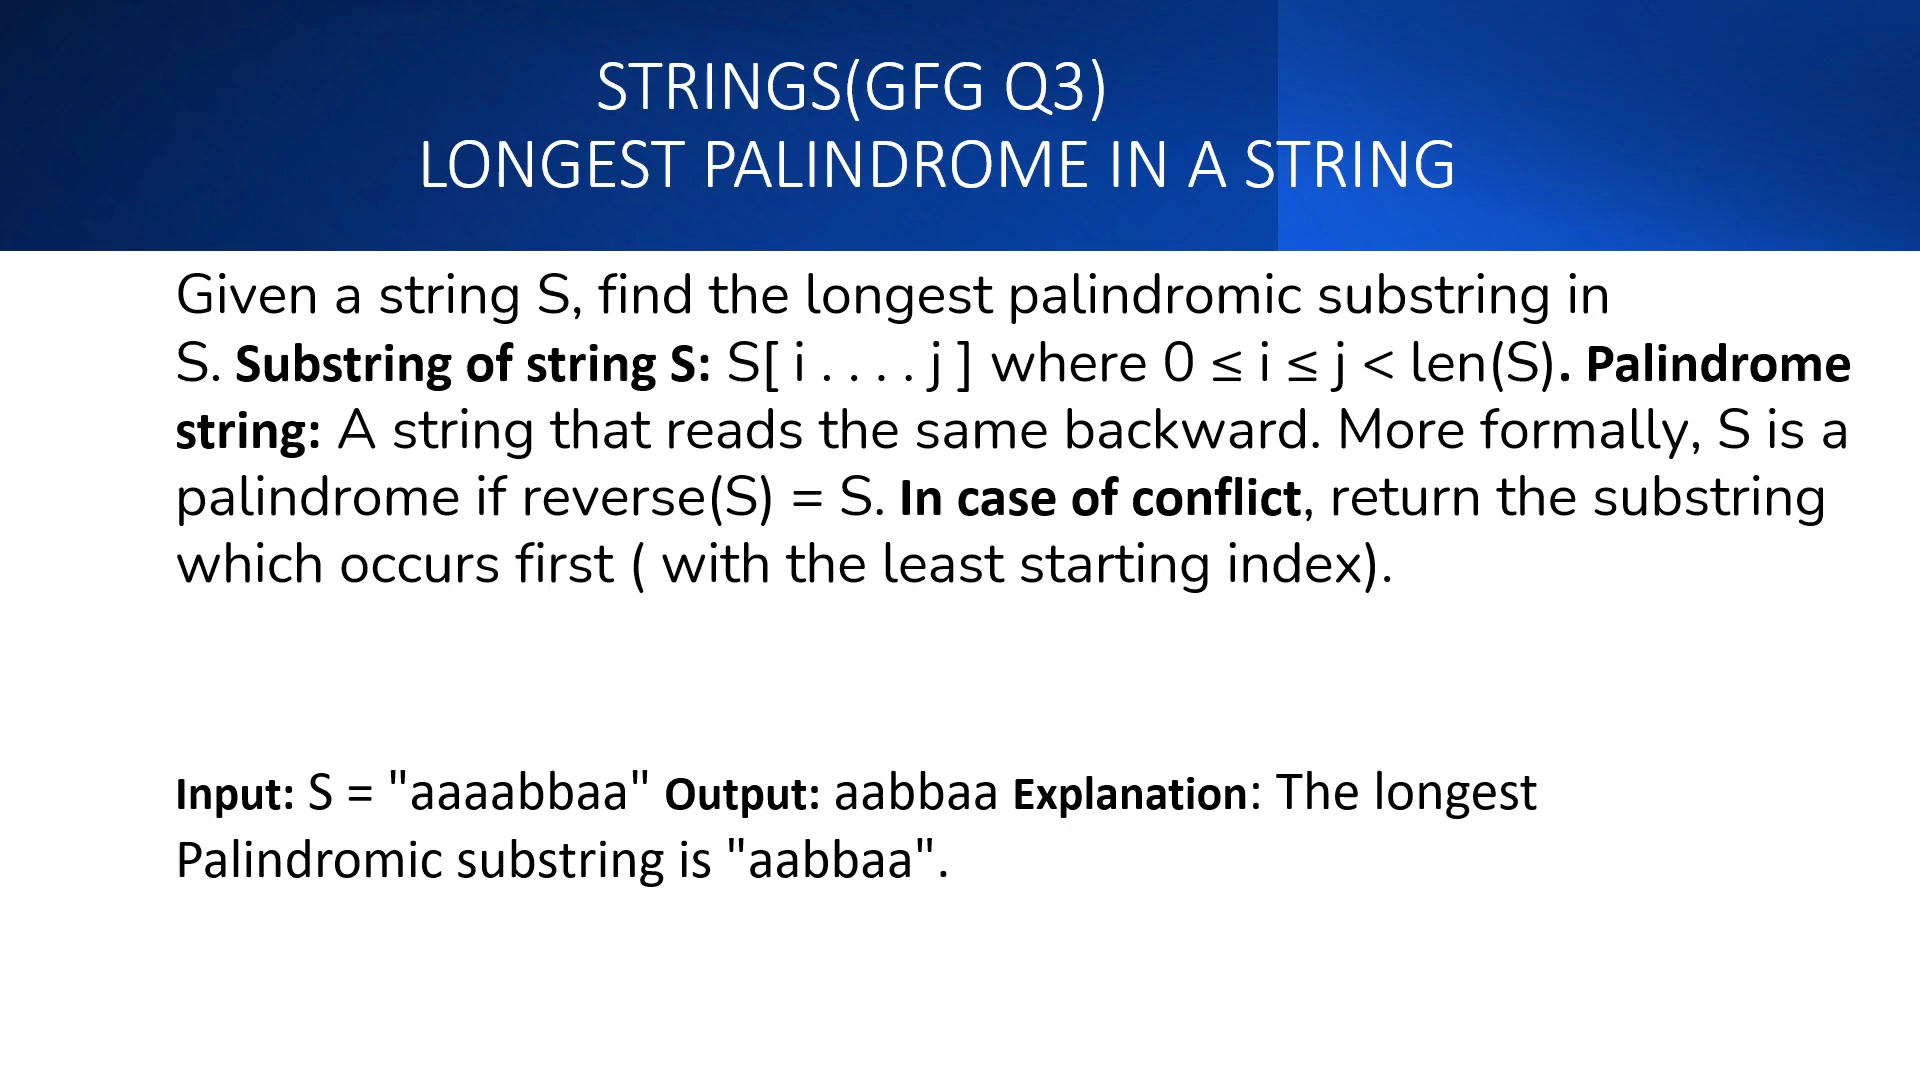 STRINGS(GFG Q3)
LONGEST PALINDROME IN A STRING
Given a string S, find the longest palindromic substring in
S. Substring of string S: S[ i . . . . j ] where 0 ≤ i ≤ j < len(S). Palindrome
string: A string that reads the same backward. More formally, S is a
palindrome if reverse(S) = S. In case of conflict, return the substring
which occurs first ( with the least starting index).
Input: S = "aaaabbaa" Output: aabbaa Explanation: The longest
Palindromic substring is "aabbaa".